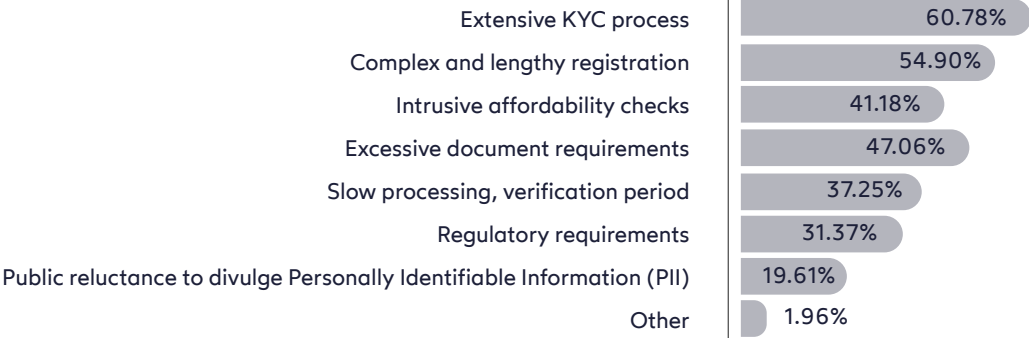 Extensive KYC process 60.78%
Complex and lengthy registration 54.90%
Intrusive affordability checks 41.18%
Excessive document requirements 47.06%
Slow processing, verification period 37.25%
Regulatory requirements 31.37%
Public reluctance to divulge Personally Identifiable Information (PII) 19.61%
Other 1.96%